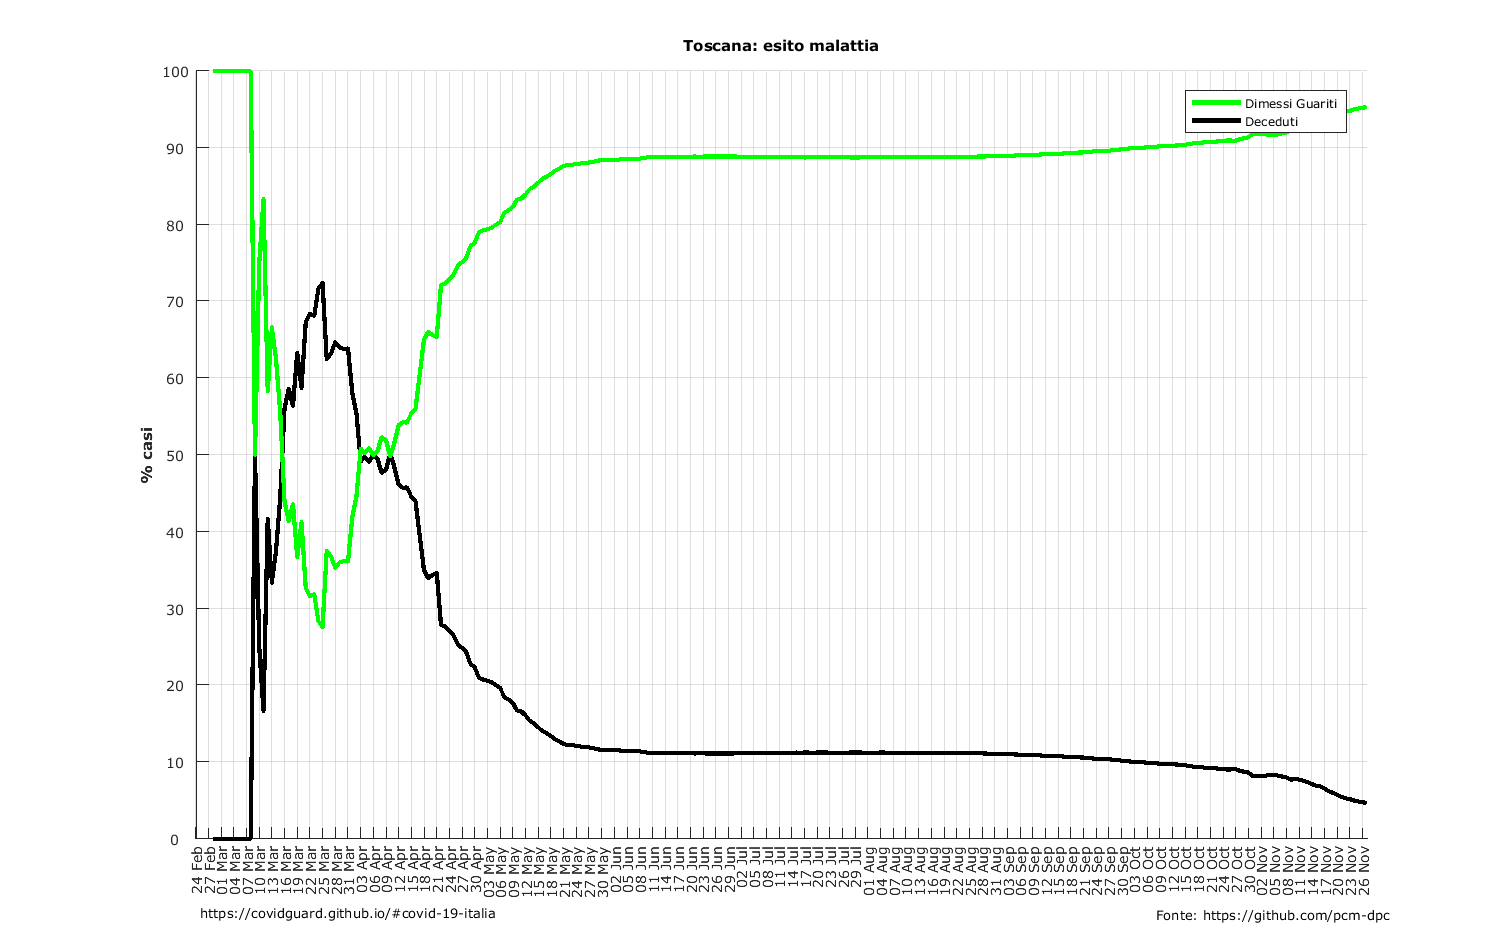 Toscana: esito malattia
100
90
80
70
60
50
40
30
20
10
0
% casi
Dimessi Guariti
Deceduti
24 Feb
27 Feb
01 Mar
04 Mar
07 Mar
10 Mar
13 Mar
16 Mar
19 Mar
22 Mar
25 Mar
28 Mar
31 Mar
03 Apr
06 Apr
09 Apr
12 Apr
15 Apr
18 Apr
21 Apr
24 Apr
27 Apr
30 Apr
03 May
06 May
09 May
12 May
15 May
18 May
21 May
24 May
27 May
30 May
02 Jun
05 Jun
08 Jun
11 Jun
14 Jun
17 Jun
20 Jun
23 Jun
26 Jun
29 Jun
02 Jul
05 Jul
08 Jul
11 Jul
14 Jul
17 Jul
20 Jul
23 Jul
26 Jul
29 Jul
01 Aug
04 Aug
07 Aug
10 Aug
13 Aug
16 Aug
19 Aug
22 Aug
25 Aug
28 Aug
31 Aug
03 Sep
06 Sep
09 Sep
12 Sep
15 Sep
18 Sep
21 Sep
24 Sep
27 Sep
30 Sep
03 Oct
06 Oct
09 Oct
12 Oct
15 Oct
18 Oct
21 Oct
24 Oct
27 Oct
30 Oct
02 Nov
05 Nov
08 Nov
11 Nov
14 Nov
17 Nov
20 Nov
23 Nov
26 Nov
https://covidguard.github.io/#covid-19-italia
Fonte: https://github.com/pcm-dpc